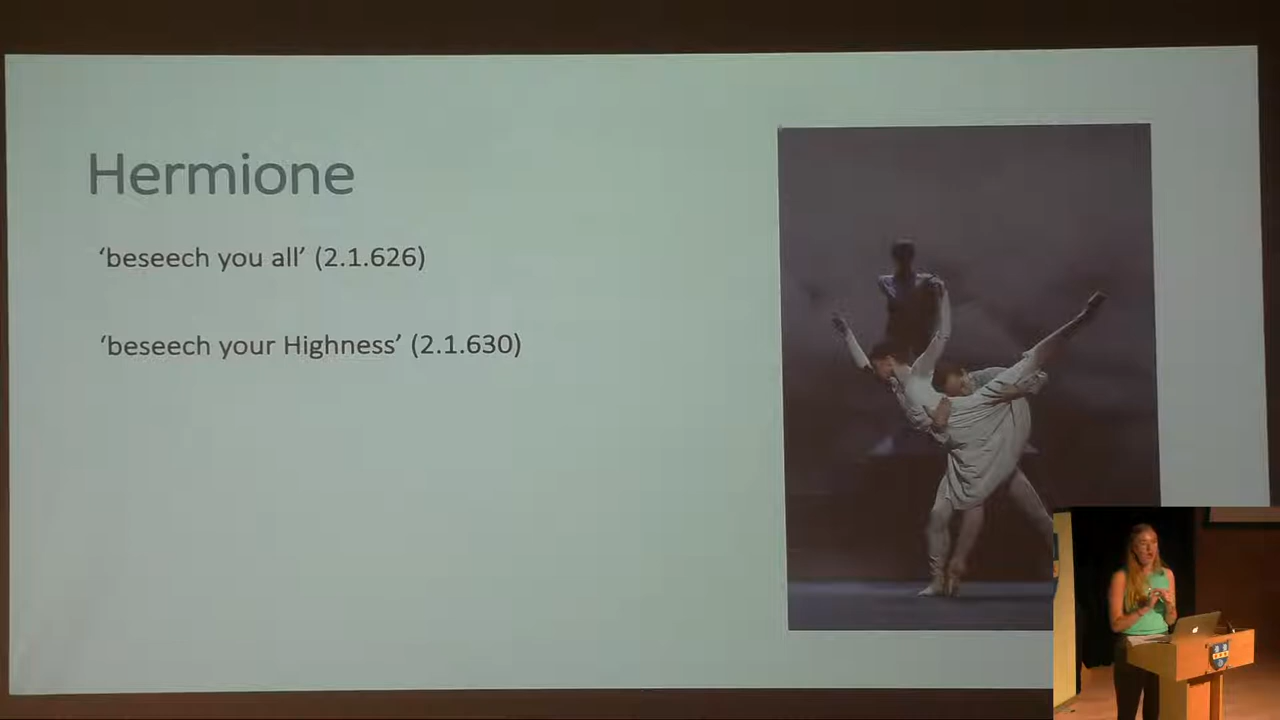 Hermione
‘beseech you all’ (2.1.626)
‘beseech your Highness’ (2.1.630)